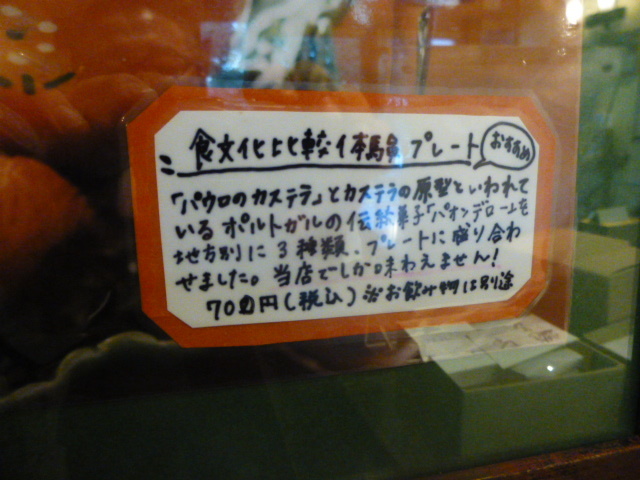 食文化比較体験プレート
おすすめ
「パウロのカステラ」とカステラの原型といわれて
いるポルトガルの伝統菓子「パオンデロー」を
地方別に3種類、プレートに盛り合わ
せました。当店でしか味わえません!
700円(税込)※お飲み物は別途